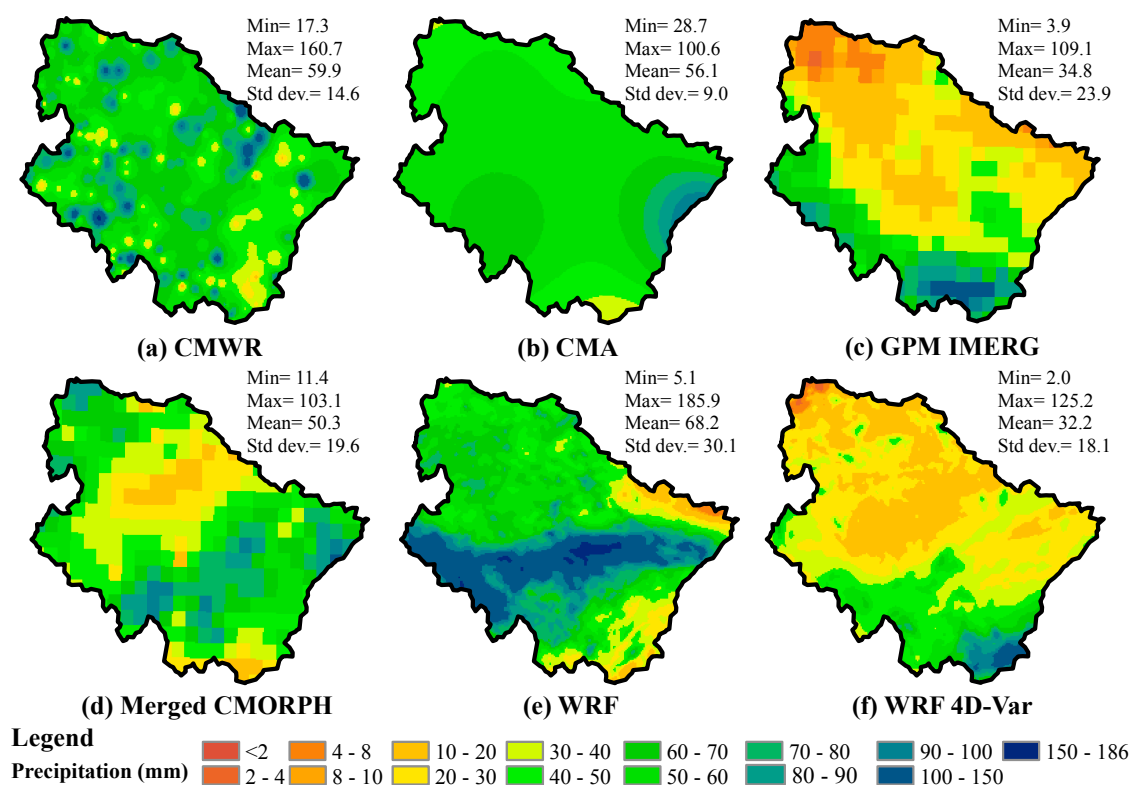 Min= 17.3
Max= 160.7
Mean= 59.9
Std dev.= 14.6
(a) CMWR
Min= 28.7
Max= 100.6
Mean= 56.1
Std dev.= 9.0
(b) CMA
Min= 3.9
Max= 109.1
Mean= 34.8
Std dev.= 23.9
(c) GPM IMERG
Min= 11.4
Max= 103.1
Mean= 50.3
Std dev.= 19.6
(d) Merged CMORPH
Min= 5.1
Max= 185.9
Mean= 68.2
Std dev.= 30.1
(e) WRF
Min= 2.0
Max= 125.2
Mean= 32.2
Std dev.= 18.1
(f) WRF 4D-Var
Legend
Precipitation (mm)
<2 4 - 8 10 - 20 30 - 40 60 - 70 70 - 80 90 - 100 150 - 186
2 - 4 8 - 10 20 - 30 40 - 50 50 - 60 80 - 90 100 - 150